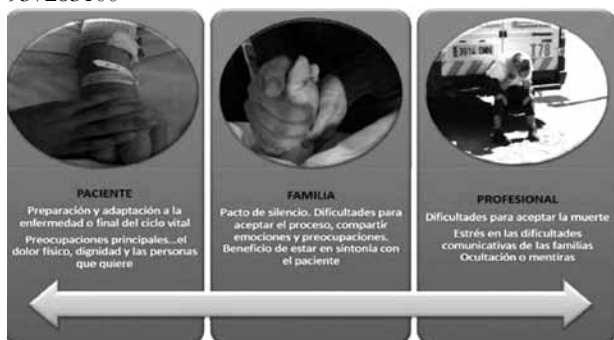 PACIENTE
Preparación y adaptación a la
enfermedad o final del ciclo vital
Preocupaciones principales...el
dolor físico, dignidad y las personas
que quiere
FAMILIA
Pacto de silencio. Dificultades para
aceptar el proceso, compartir
emociones y preocupaciones.
Beneficio de estar en sintonía con
el paciente
T78
PROFESIONAL
Dificultades para aceptar la muerte
Estrés en las dificultades
comunicativas de las familias
Ocultación o mentiras